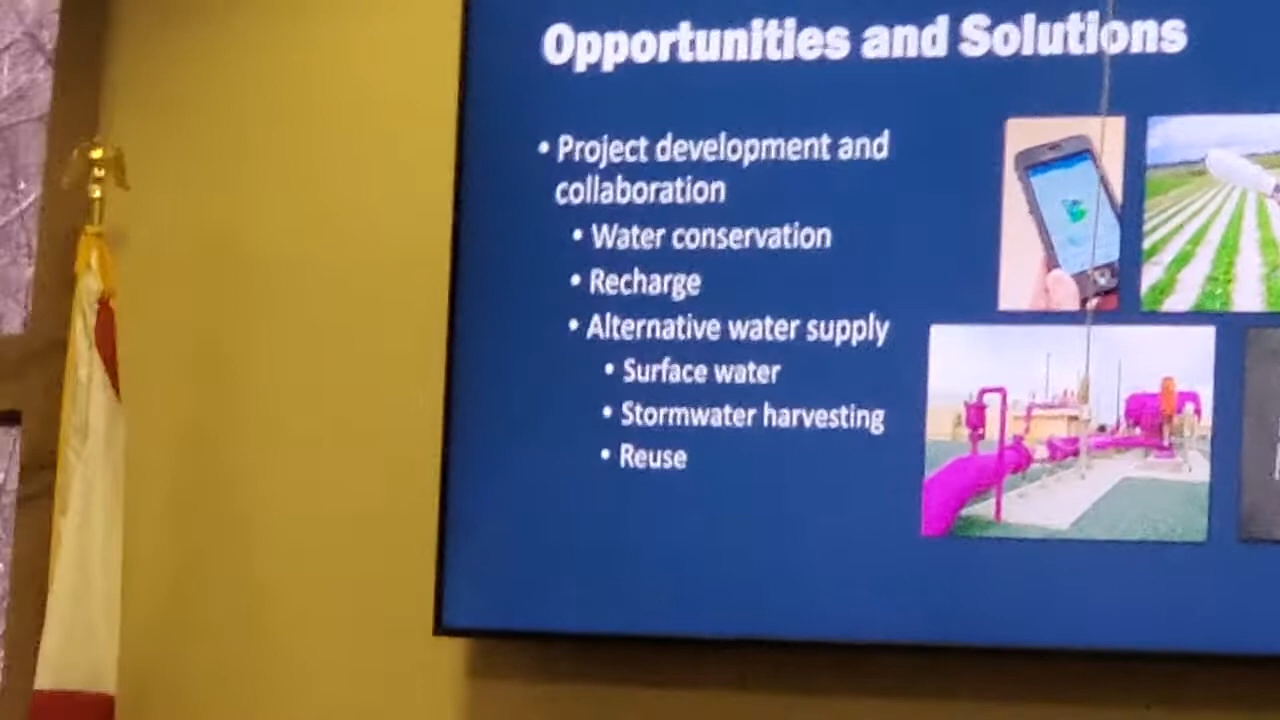 Opportunities and Solutions
• Project development and
collaboration
• Water conservation
• Recharge
• Alternative water supply
• Surface water
• Stormwater harvesting
• Reuse